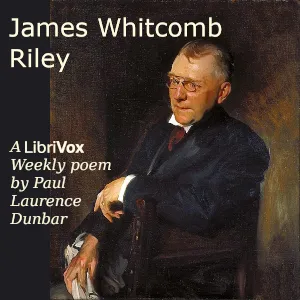 James Whitcomb
Riley
A LibriVox
Weekly poem
by Paul
Laurence
Dunbar